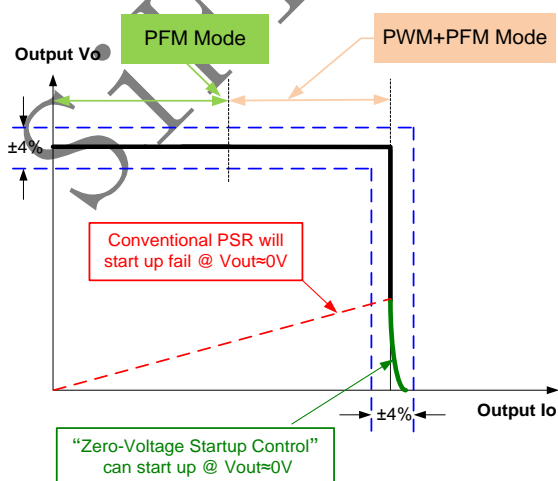 PFM Mode
PWM+PFM Mode
Output Vo
±4%
Conventional PSR will
start up fail @ Vout≈0V
±4%
Output Io
“Zero-Voltage Startup Control”
can start up @ Vout≈0V